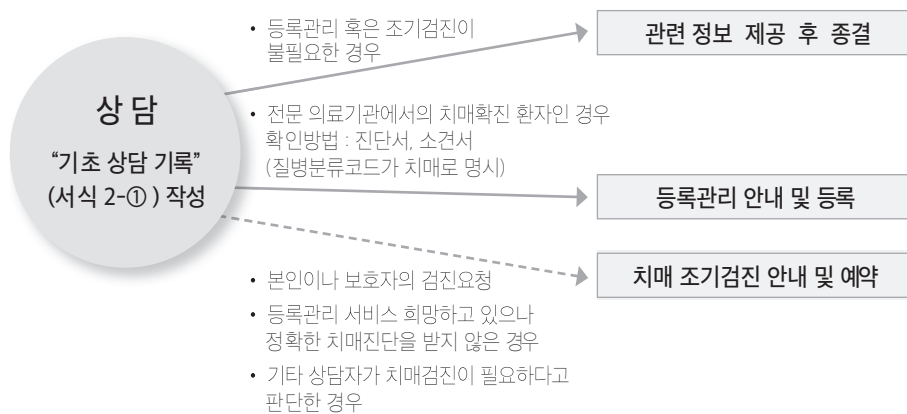 상 담
“기초 상담 기록”
(서식 2-① ) 작성
• 등록관리 혹은 조기검진이
불필요한 경우
관련 정보 제공 후 종결
• 전문 의료기관에서의 치매확진 환자인 경우
확인방법 : 진단서, 소견서
(질병분류코드가 치매로 명시)
등록관리 안내 및 등록
치매 조기검진 안내 및 예약
• 본인이나 보호자의 검진요청
• 등록관리 서비스 희망하고 있으나
정확한 치매진단을 받지 않은 경우
• 기타 상담자가 치매검진이 필요하다고
판단한 경우